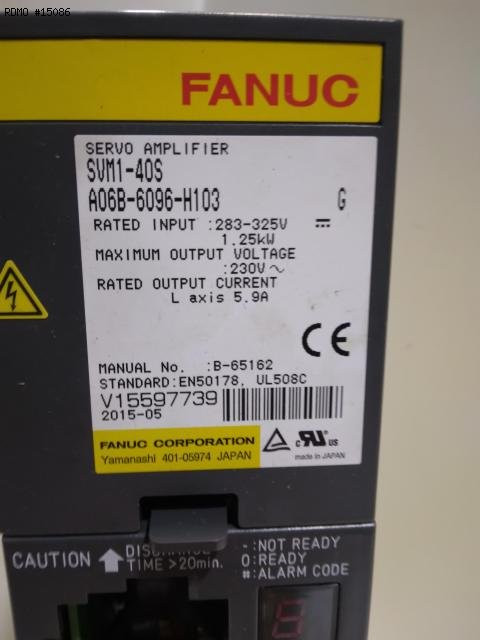 RDMO #15086
FANUC
SERVO AMPLIFIER
SVM1-40S
A06B-6096-H103 G
RATED INPUT :283-325V ⎓
1.25kW
MAXIMUM OUTPUT VOLTAGE
:230V～
RATED OUTPUT CURRENT
L axis 5.9A
CE
MANUAL No. :B-65162
STANDARD:EN50178, UL508C
V15597739
2015-05
FANUC CORPORATION
Yamanashi 401-05974 JAPAN
c RU US
made in JAPAN
CAUTION DISCHARGE
TIME >20min.
-:NOT READY
0:READY
#:ALARM CODE